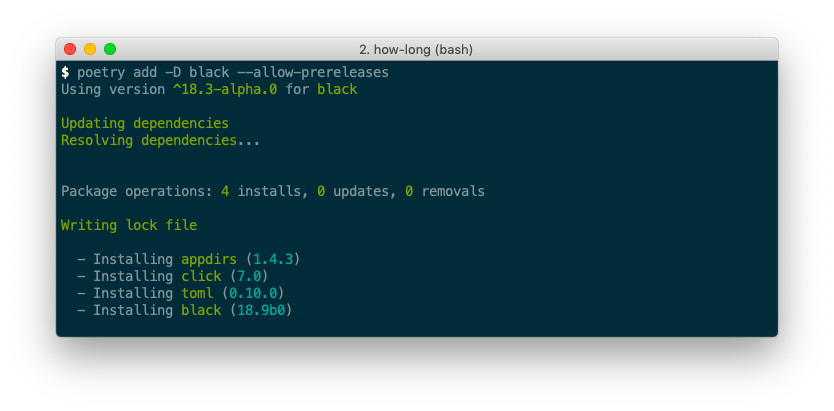 2. how-long (bash)
$ poetry add -D black --allow-prereleases
Using version ^18.3-alpha.0 for black
Updating dependencies
Resolving dependencies...
Package operations: 4 installs, 0 updates, 0 removals
Writing lock file
- Installing appdirs (1.4.3)
- Installing click (7.0)
- Installing toml (0.10.0)
- Installing black (18.9b0)